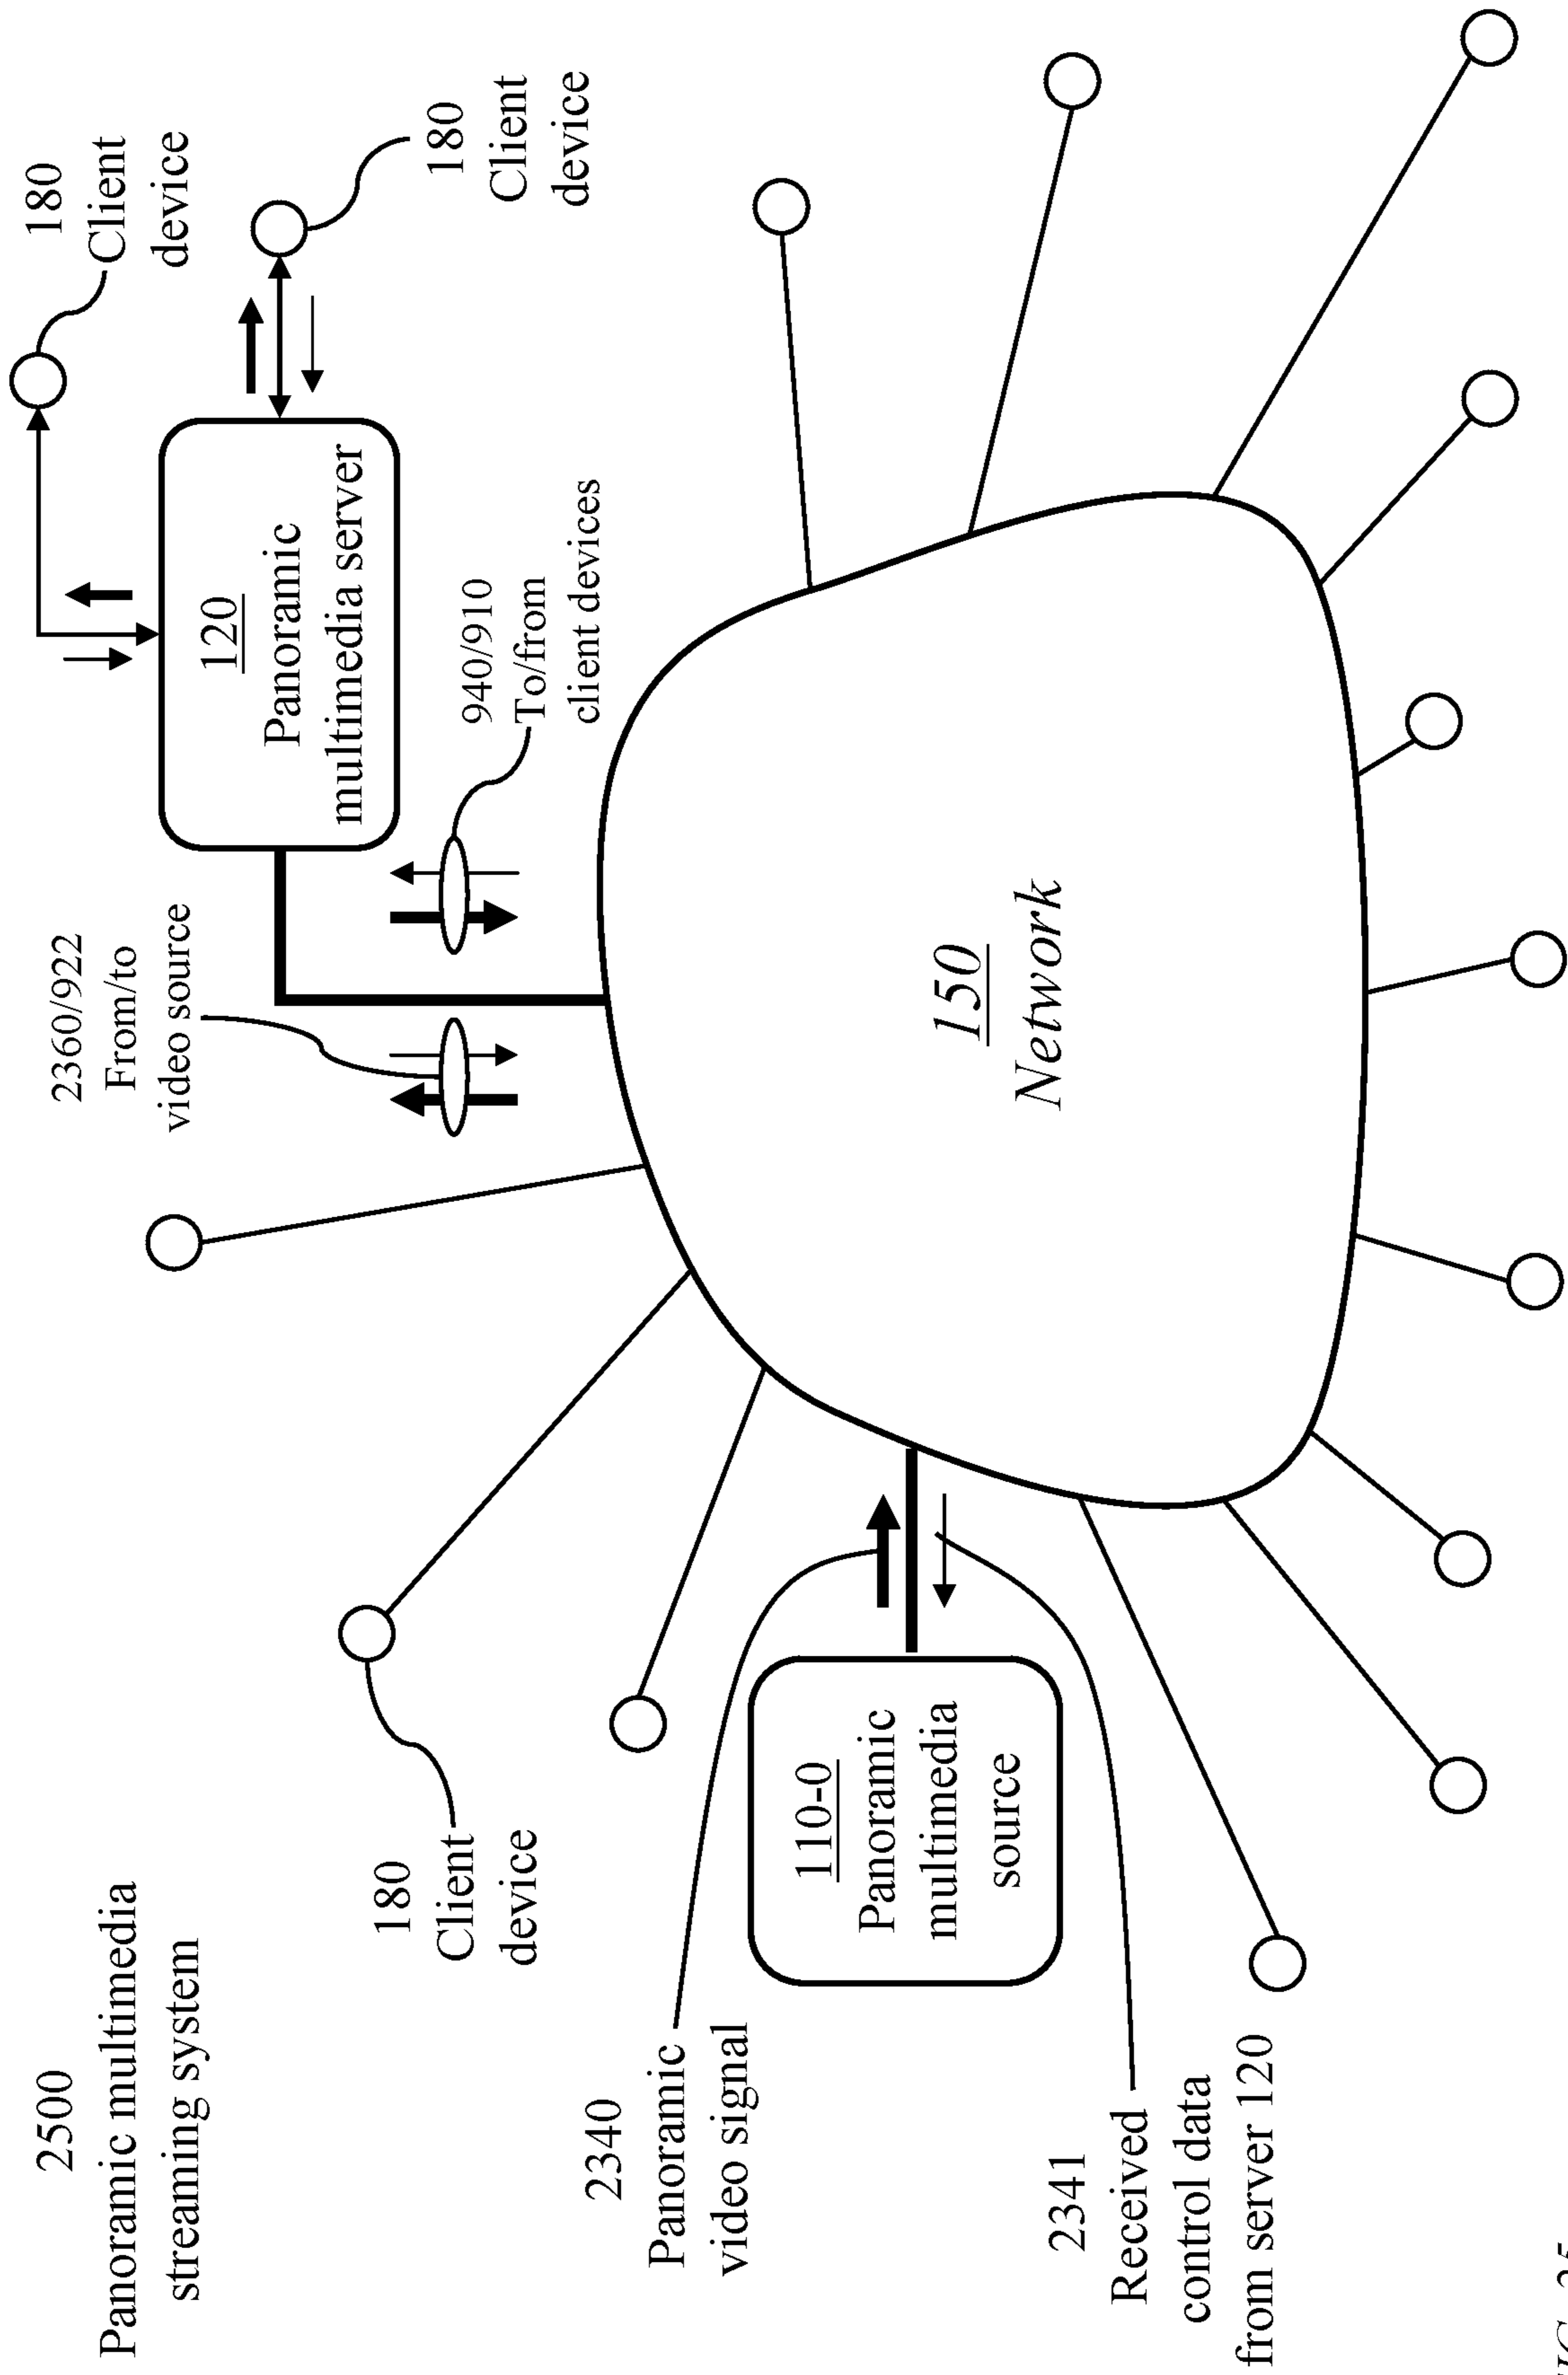 2500
Panoramic multimedia
streaming system
180
Client
device
2340
Panoramic
video signal
2341
Received
control data
from server 120
110-0
Panoramic
multimedia
source
2360/922
From/to
video source
940/910
To/from
client devices
120
Panoramic
multimedia server
180
Client
device
180
Client
device
150
Network